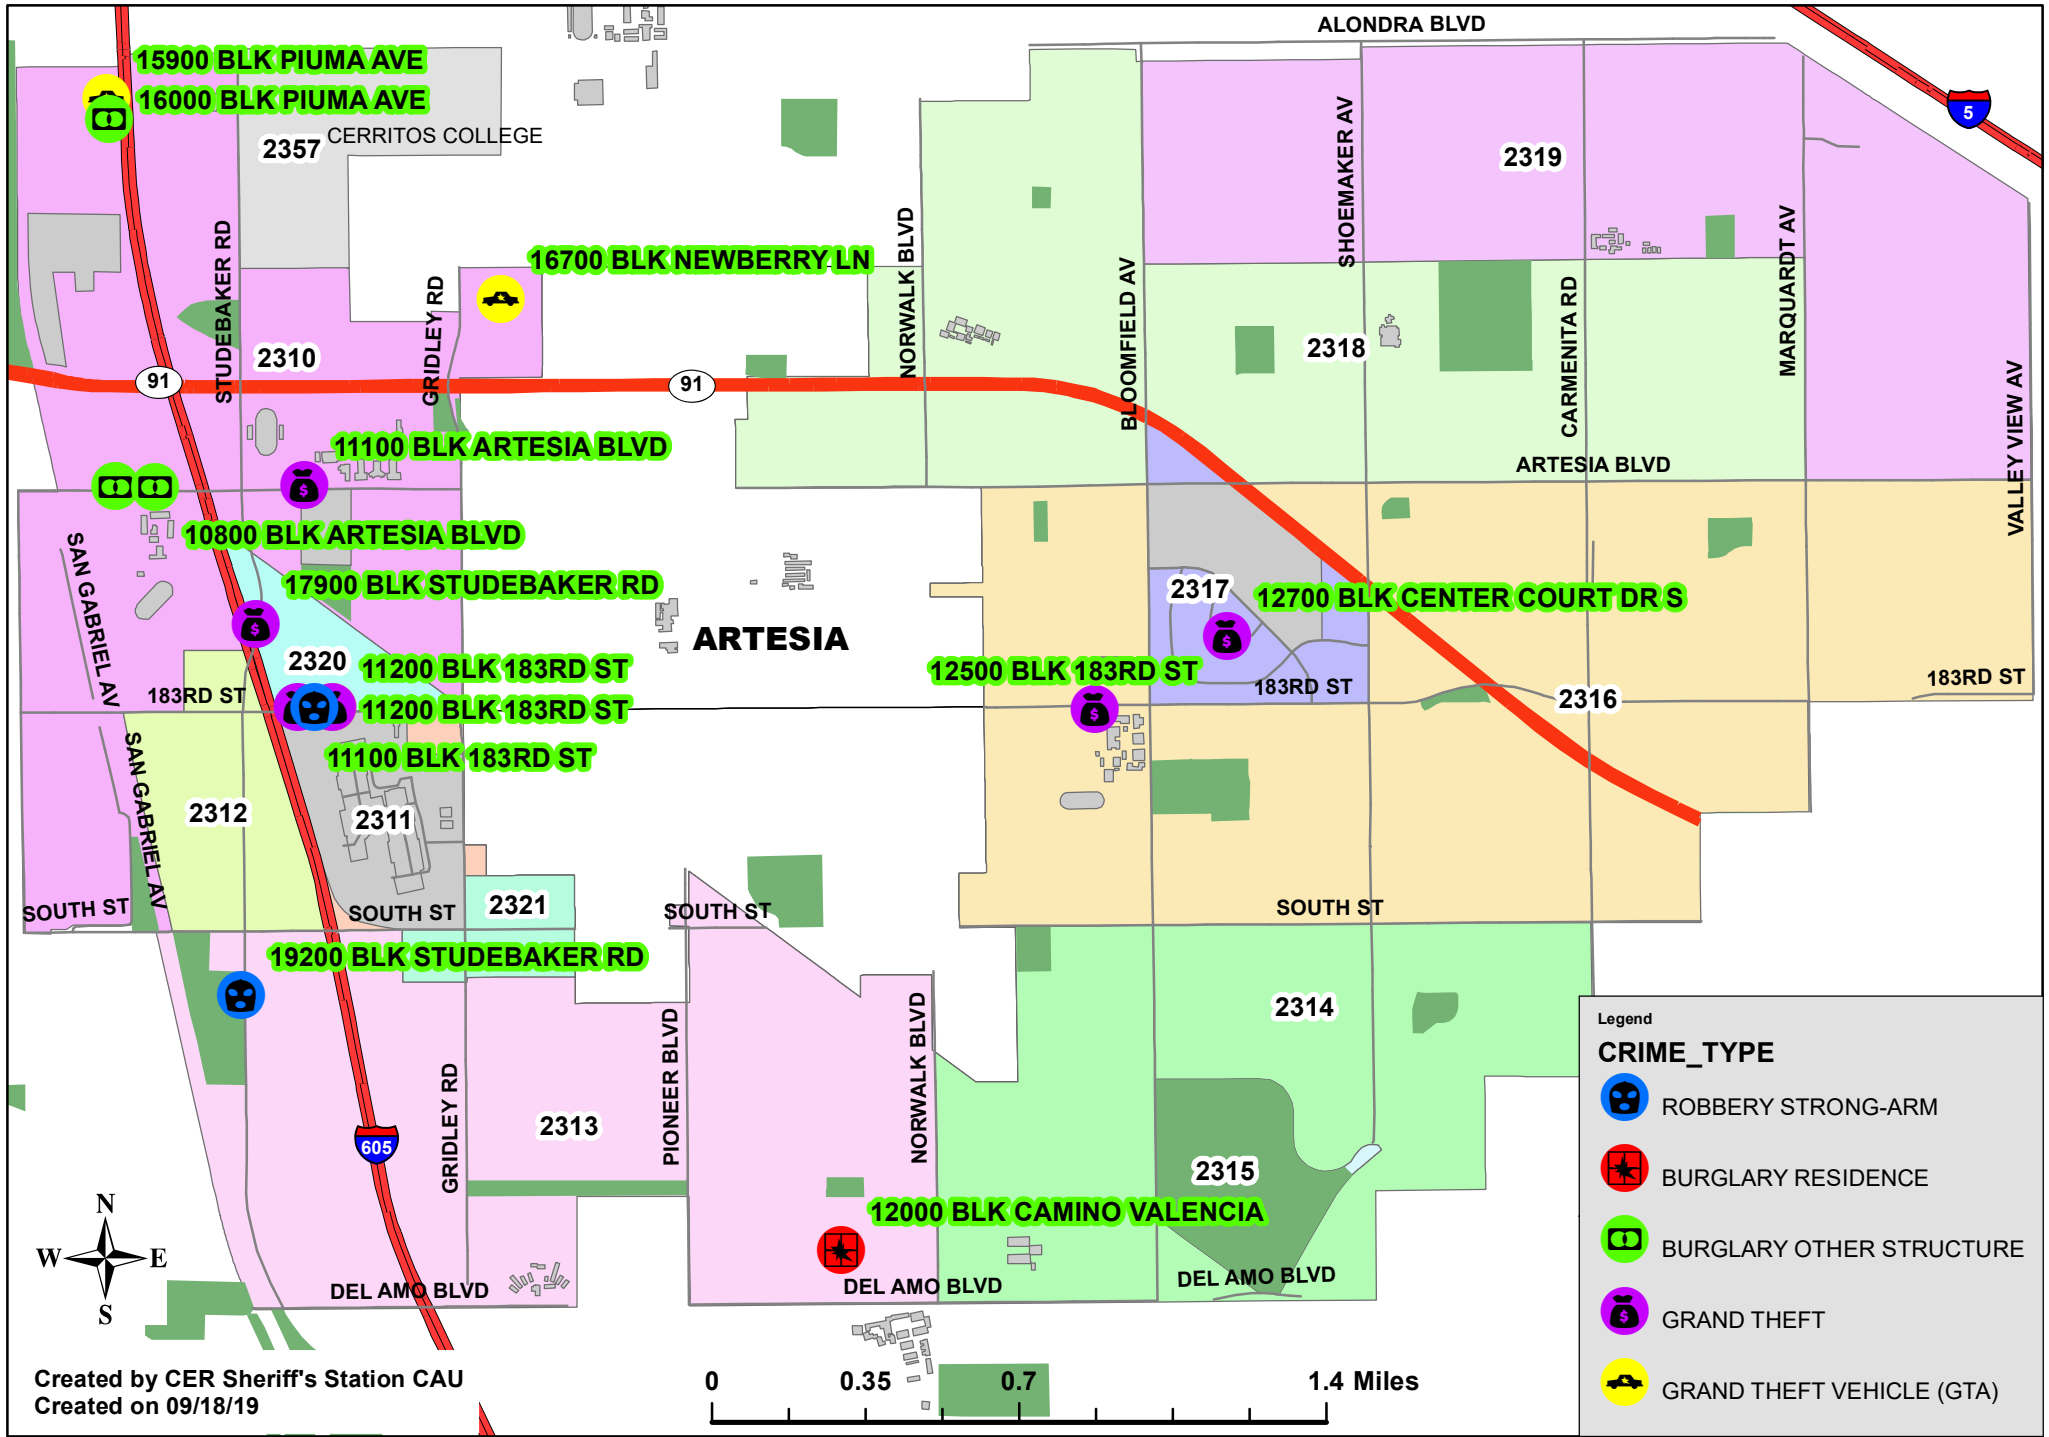 ALONDRA BLVD
15900 BLK PIUMA AVE
16000 BLK PIUMA AVE
5
CERRITOS COLLEGE
2357
2319
SHOEMAKER AV
NORWALK BLVD
MARQUARDT AV
STUDEBAKER RD
16700 BLK NEWBERRY LN
GRIDLEY RD
BLOOMFIELD AV
CARMENITA RD
2310
2318
91
91
VALLEY VIEW AV
11100 BLK ARTESIA BLVD
ARTESIA BLVD
$
10800 BLK ARTESIA BLVD
SAN GABRIEL AV
17900 BLK STUDEBAKER RD
2317
12700 BLK CENTER COURT DR S
$
$
ARTESIA
2320
11200 BLK 183RD ST
12500 BLK 183RD ST
183RD ST
183RD ST
183RD ST
2316
11200 BLK 183RD ST
$
11100 BLK 183RD ST
SAN GABRIEL AV
2312
2311
SOUTH ST
SOUTH ST
2321
SOUTH ST
SOUTH ST
19200 BLK STUDEBAKER RD
2314
PIONEER BLVD
NORWALK BLVD
GRIDLEY RD
2313
605
2315
12000 BLK CAMINO VALENCIA
N
W E
S
DEL AMO BLVD
DEL AMO BLVD
DEL AMO BLVD
Legend
CRIME_TYPE
ROBBERY STRONG-ARM
BURGLARY RESIDENCE
BURGLARY OTHER STRUCTURE
$
GRAND THEFT
GRAND THEFT VEHICLE (GTA)
Created by CER Sheriff's Station CAU
Created on 09/18/19
0 0.35 0.7 1.4 Miles